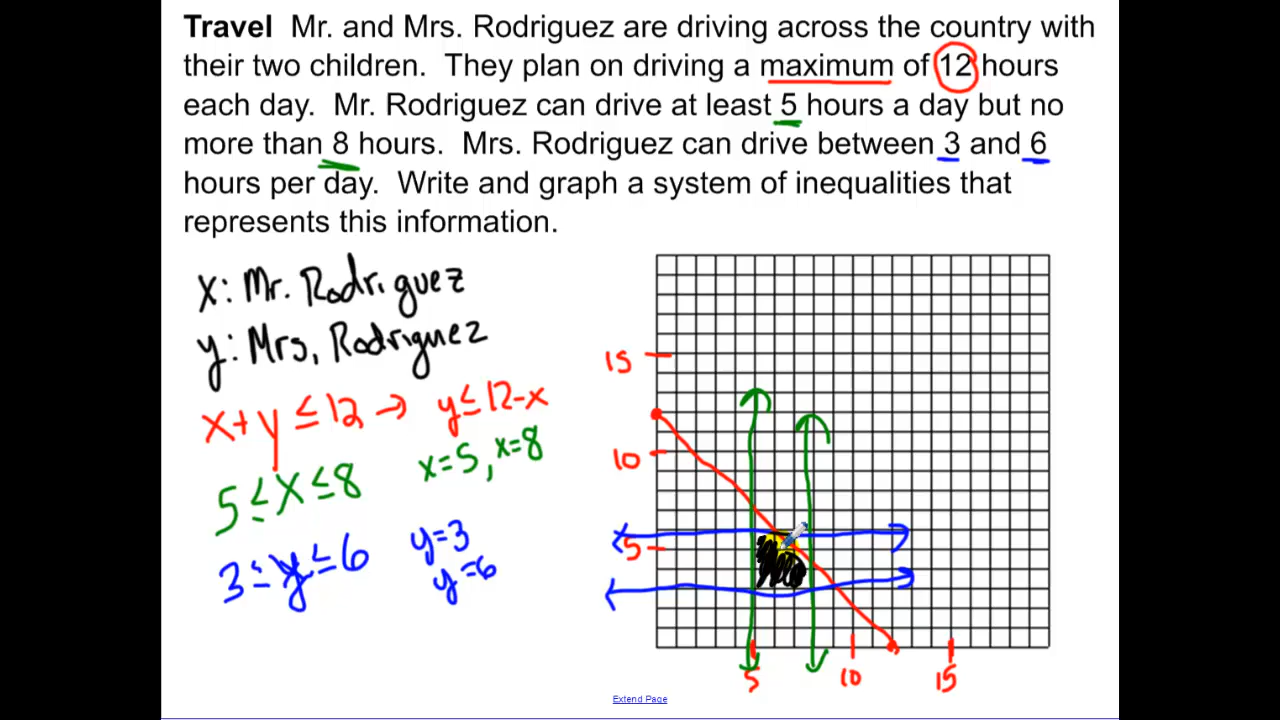 Travel Mr. and Mrs. Rodriguez are driving across the country with
their two children. They plan on driving a maximum of 12 hours
each day. Mr. Rodriguez can drive at least 5 hours a day but no
more than 8 hours. Mrs. Rodriguez can drive between 3 and 6
hours per day. Write and graph a system of inequalities that
represents this information.
x: Mr. Rodriguez
y: Mrs. Rodriguez
x+y≤12 → y≤12-x
5≤x≤8 x=5, x=8
3≤y≤6 y=3
y=6
15
10
5
5 10 15
Extend Page